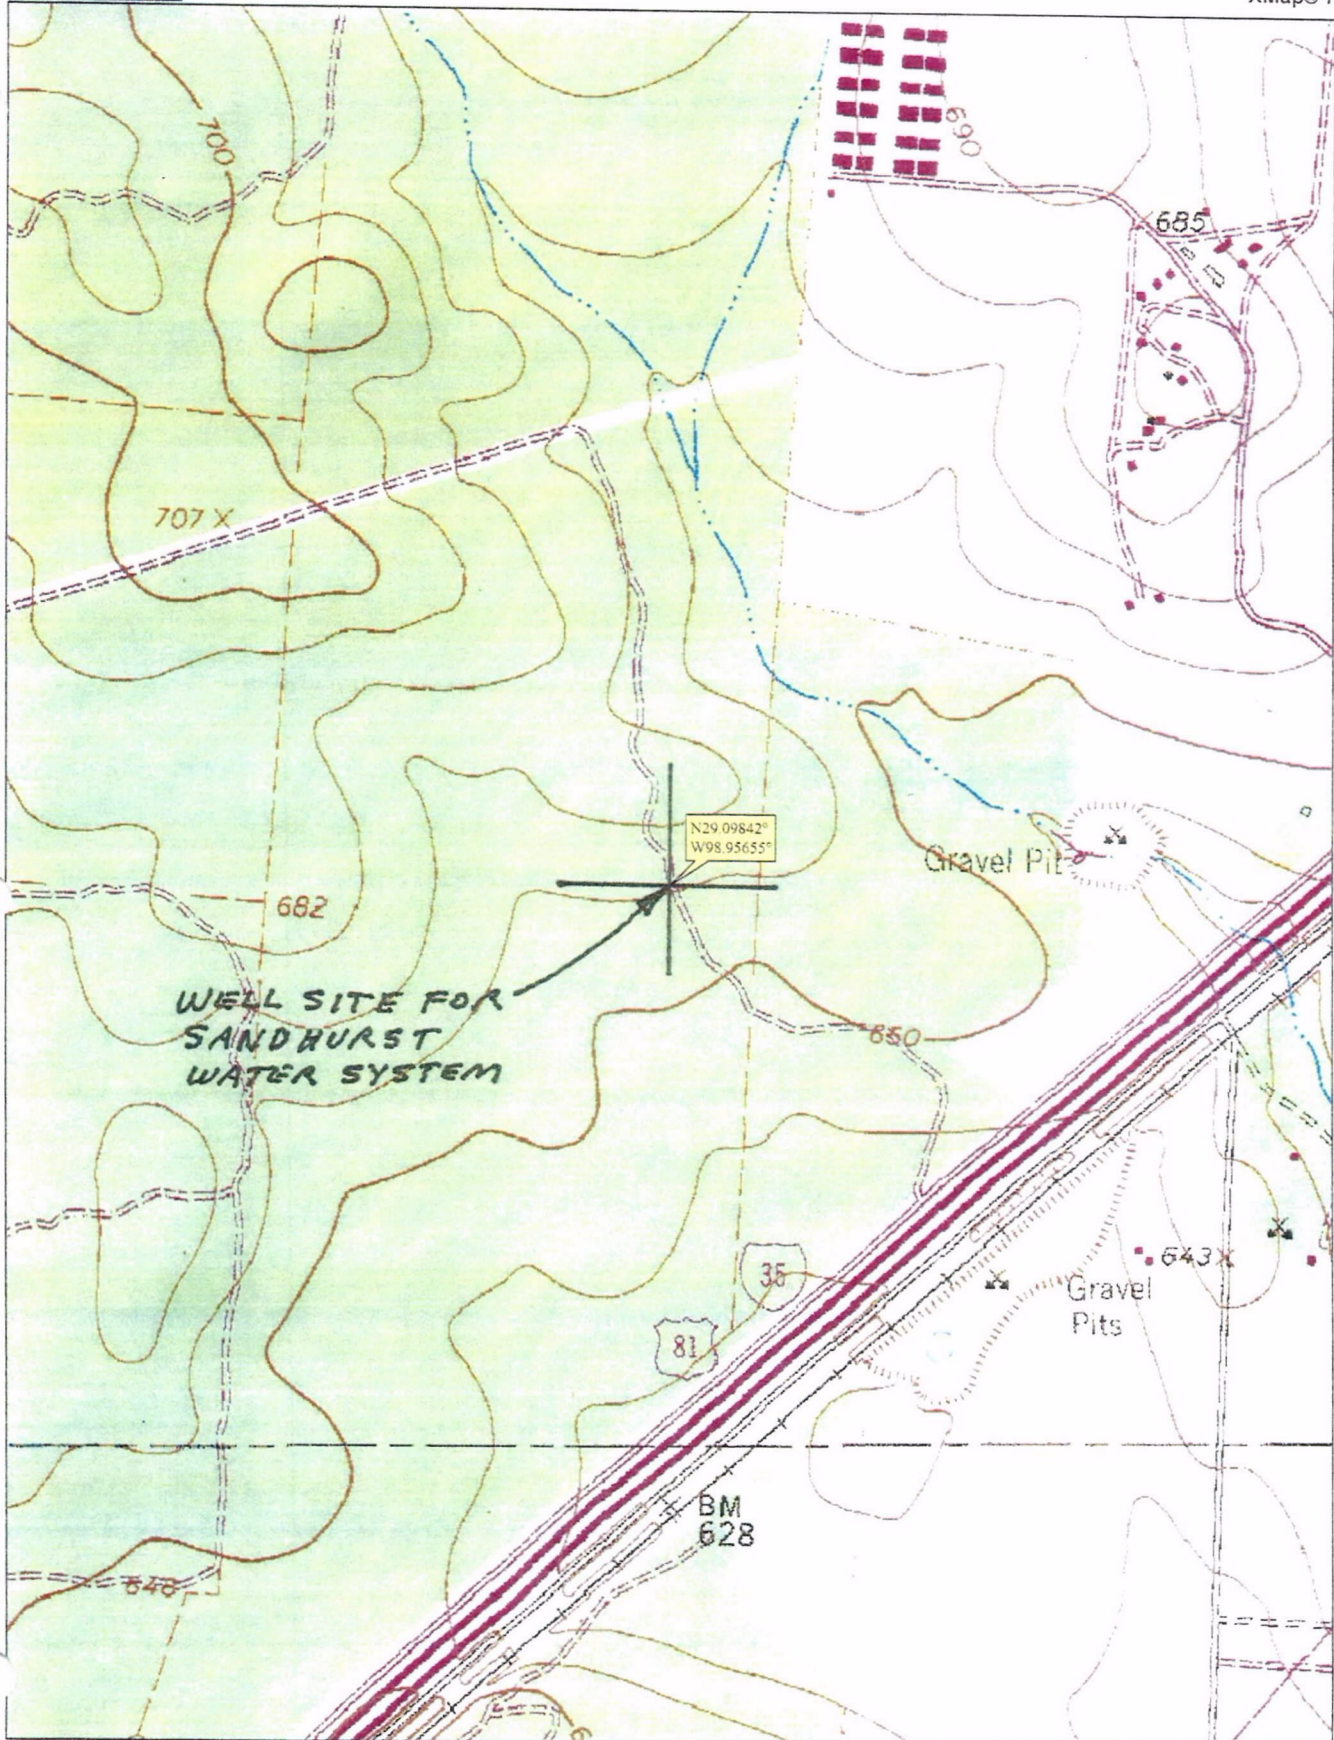 700
690
685
707 X
N29.09842°
W98.95655°
Gravel Pit
682
WELL SITE FOR
SANDHURST
WATER SYSTEM
650
35
643 X
Gravel
Pits
81
BM
628
646